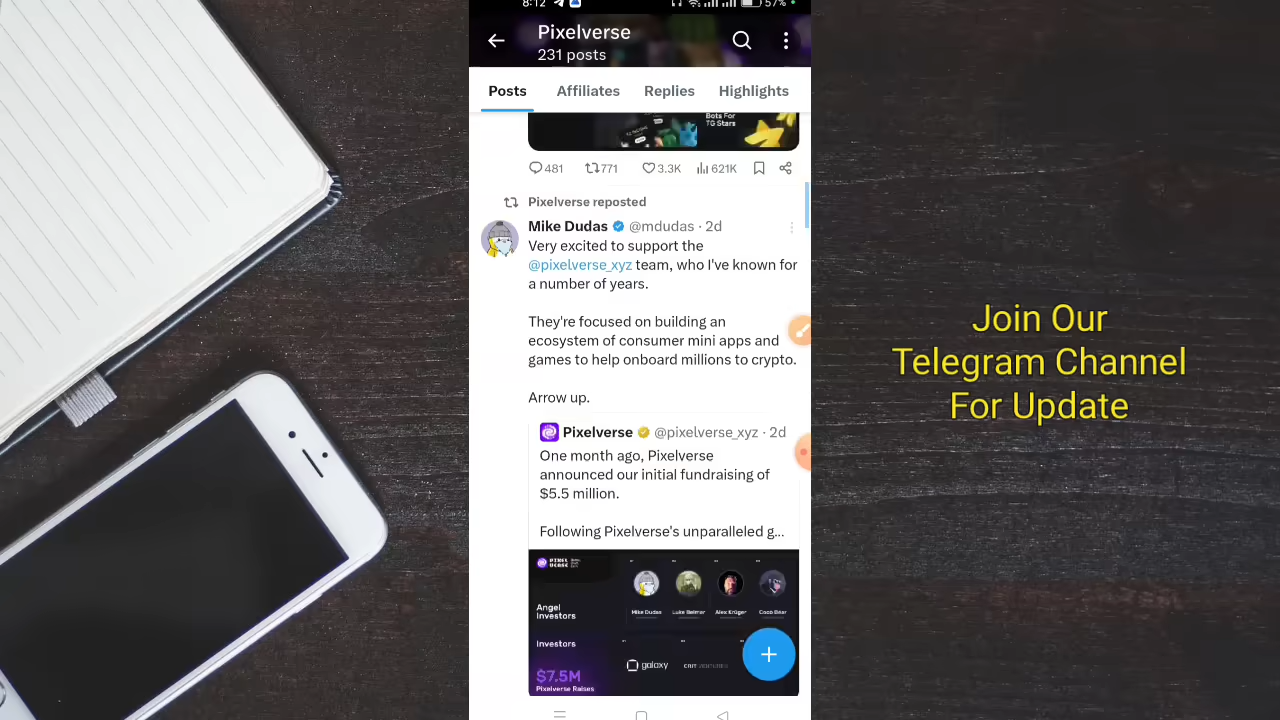 8:12
57%
Pixelverse
231 posts
Posts
Affiliates
Replies
Highlights
Bots For
TG Stars
481
771
3.3K
621K
Pixelverse reposted
Mike Dudas @mdudas · 2d
Very excited to support the
@pixelverse_xyz team, who I've known for
a number of years.
They're focused on building an
ecosystem of consumer mini apps and
games to help onboard millions to crypto.
Arrow up.
Pixelverse @pixelverse_xyz · 2d
One month ago, Pixelverse
announced our initial fundraising of
$5.5 million.
Following Pixelverse's unparalleled g...
Angel
Investors
Mike Dudas
Luke Belmar
Alex Krüger
Investors
galaxy
$7.5M
Pixelverse Raises
Join Our
Telegram Channel
For Update